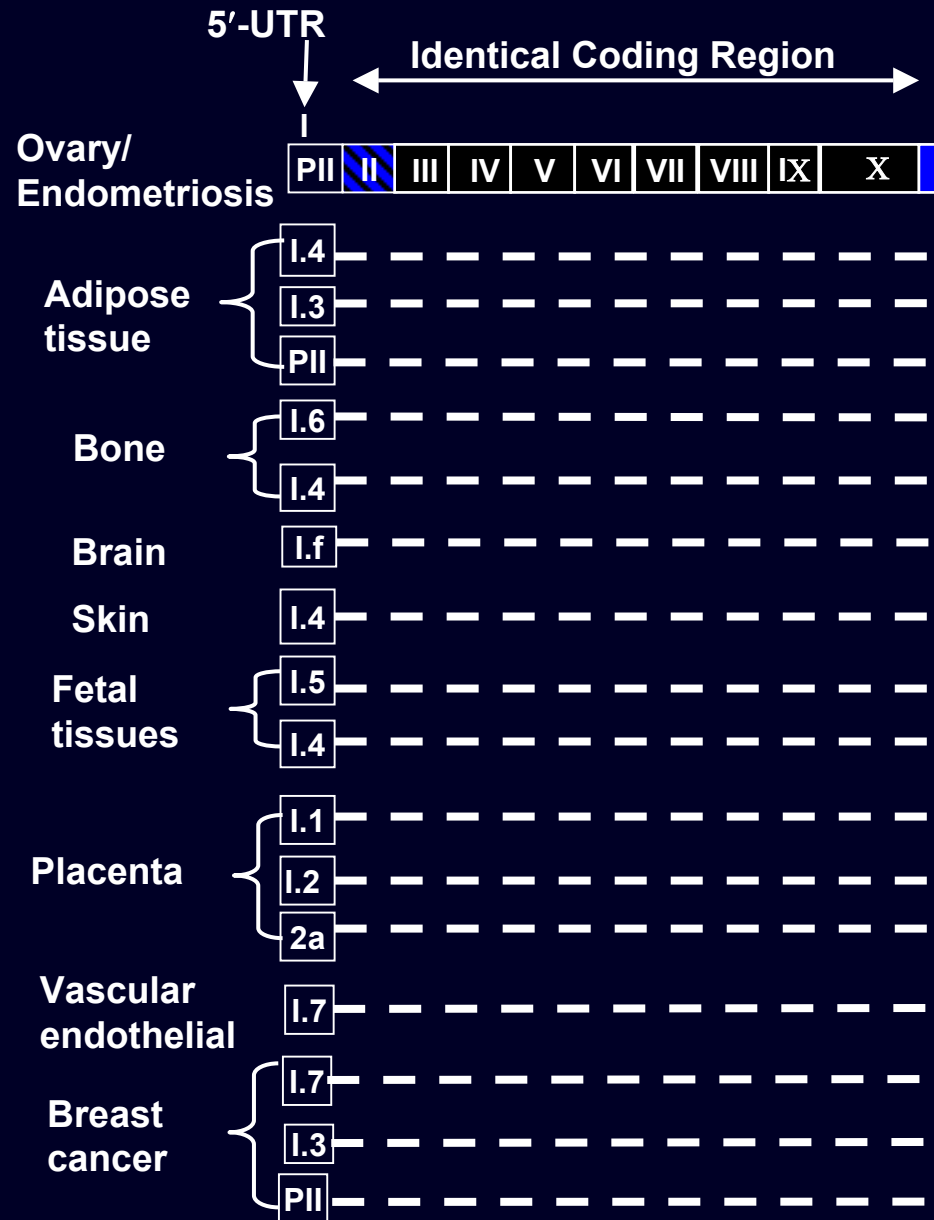 5′-UTR
Identical Coding Region
I
Ovary/
Endometriosis
PII II III IV V VI VII VIII IX X
I.4
Adipose
tissue
I.3
PII
I.6
Bone
I.4
Brain
I.f
Skin
I.4
Fetal
tissues
I.5
I.4
I.1
Placenta
I.2
2a
Vascular
endothelial
I.7
I.7
Breast
cancer
I.3
PII